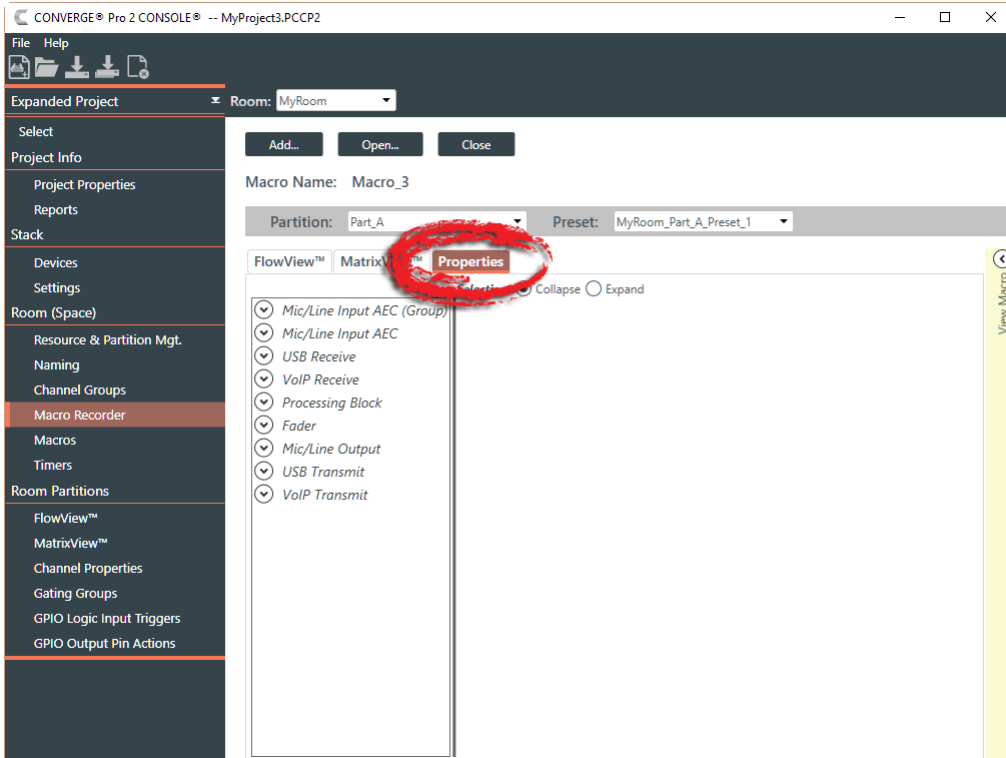 CONVERGE® Pro 2 CONSOLE® -- MyProject3.PCCP2
File Help
Expanded Project
Room: MyRoom
Select
Project Info
Project Properties
Reports
Stack
Devices
Settings
Room (Space)
Resource & Partition Mgt.
Naming
Channel Groups
Macro Recorder
Macros
Timers
Room Partitions
FlowView™
MatrixView™
Channel Properties
Gating Groups
GPIO Logic Input Triggers
GPIO Output Pin Actions
Add... Open... Close
Macro Name: Macro_3
Partition: Part_A Preset: MyRoom_Part_A_Preset_1
FlowView™ Properties
Collapse Expand
Mic/Line Input AEC (Group)
Mic/Line Input AEC
USB Receive
VoIP Receive
Processing Block
Fader
Mic/Line Output
USB Transmit
VoIP Transmit
View Macro